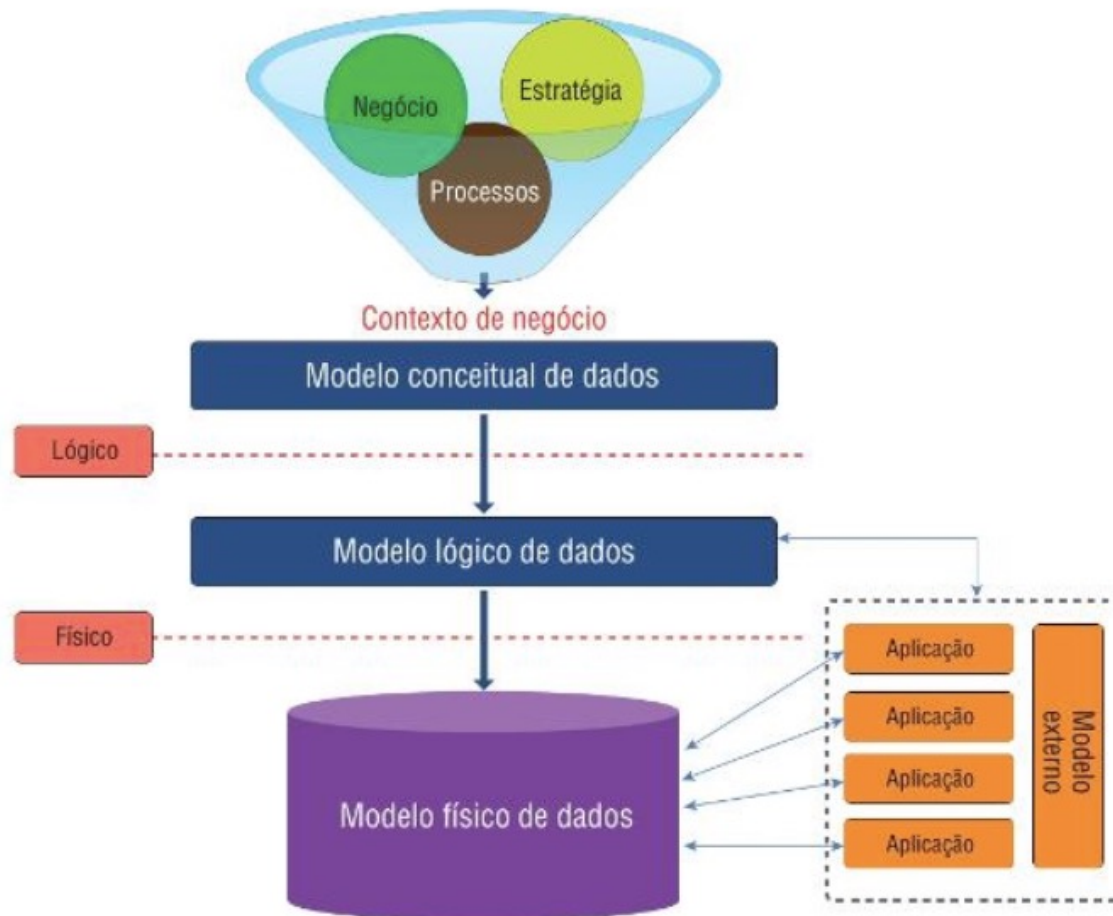 Negócio
Estratégia
Processos
Contexto de negócio
Modelo conceitual de dados
Lógico
Modelo lógico de dados
Físico
Aplicação
Aplicação
Aplicação
Aplicação
Modelo
externo
Modelo físico de dados